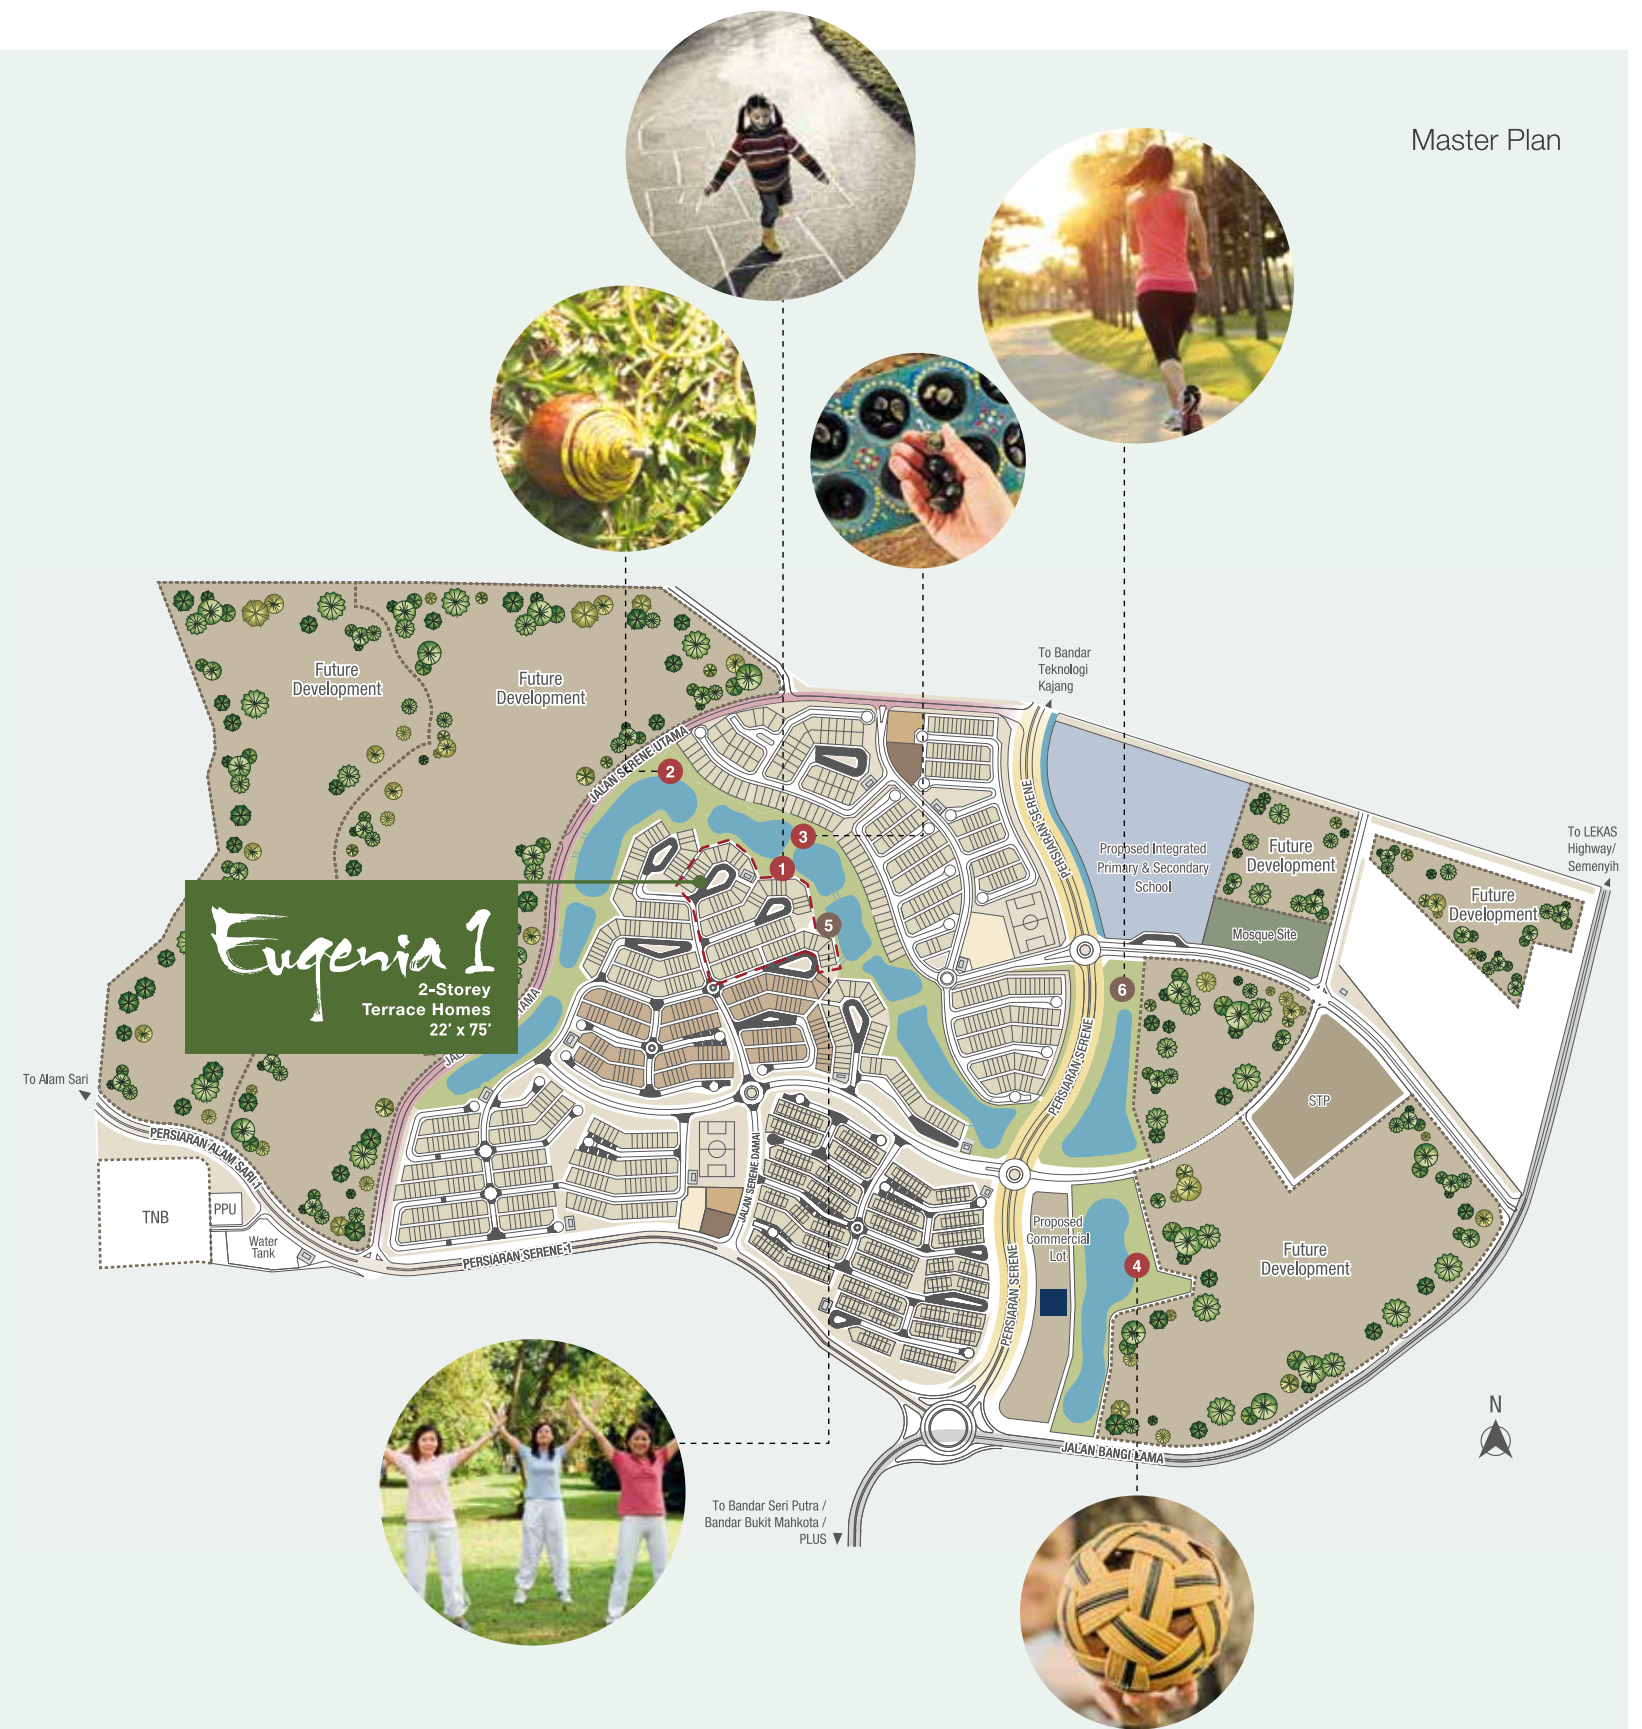 Master Plan
To Bandar
Teknologi
Kajang
Future
Development
Future
Development
JALAN SERENE UTAMA
2
3
1
5
PERSIARAN SERENE
Proposed Integrated
Primary & Secondary
School
Future
Development
Mosque Site
To LEKAS
Highway/
Semenyih
Future
Development
Eugenia 1
2-Storey
Terrace Homes
22' x 75'
6
PERSIARAN SERENE
STP
To Alam Sari
PERSIARAN ALAM SARI 1
TNB
PPU
Water
Tank
JALAN SERENE DAMAI
PERSIARAN SERENE 1
PERSIARAN SERENE
Proposed
Commercial
Lot
4
Future
Development
N
JALAN BANGI LAMA
To Bandar Seri Putra /
Bandar Bukit Mahkota /
PLUS